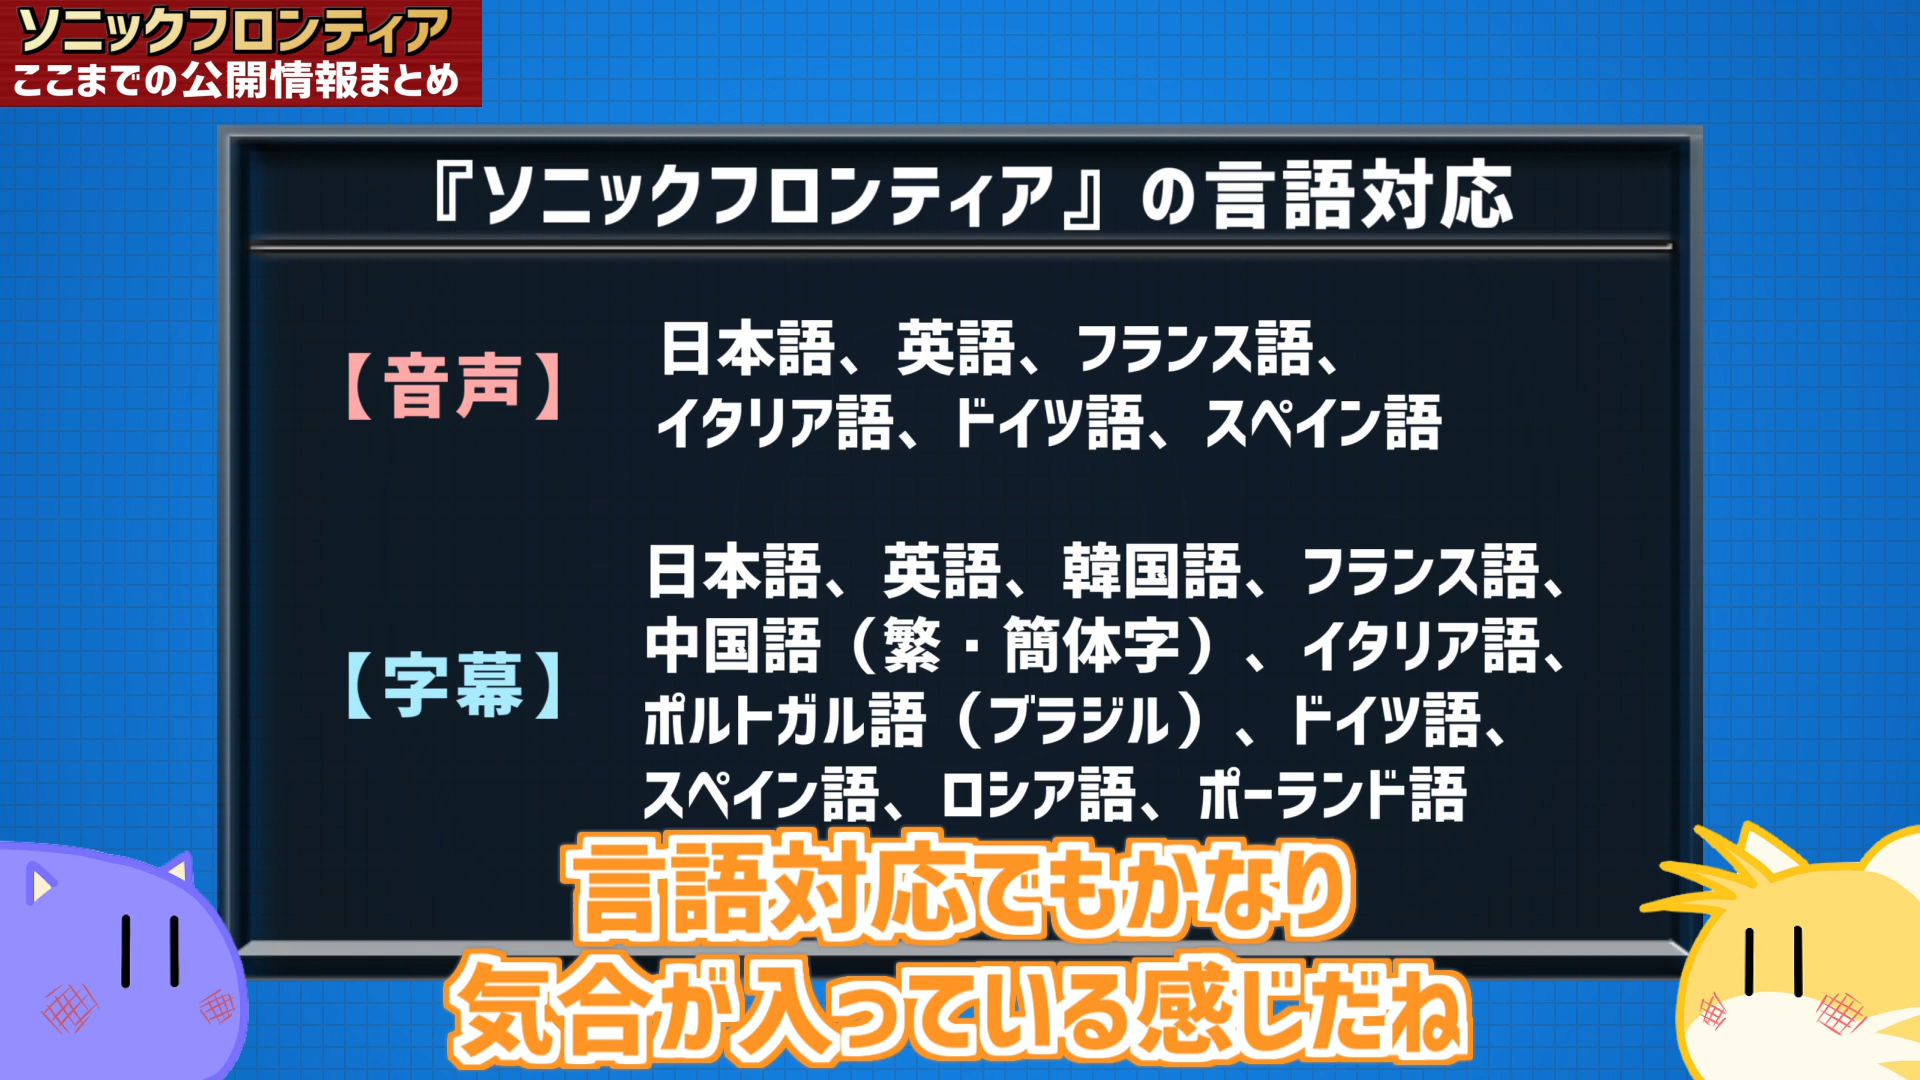 ソニックフロンティア
ここまでの公開情報まとめ
『ソニックフロンティア』の言語対応
【音声】
日本語、英語、フランス語、
イタリア語、ドイツ語、スペイン語
【字幕】
日本語、英語、韓国語、フランス語、
中国語（繁・簡体字）、イタリア語、
ポルトガル語（ブラジル）、ドイツ語、
スペイン語、ロシア語、ポーランド語
言語対応でもかなり
気合が入っている感じだね